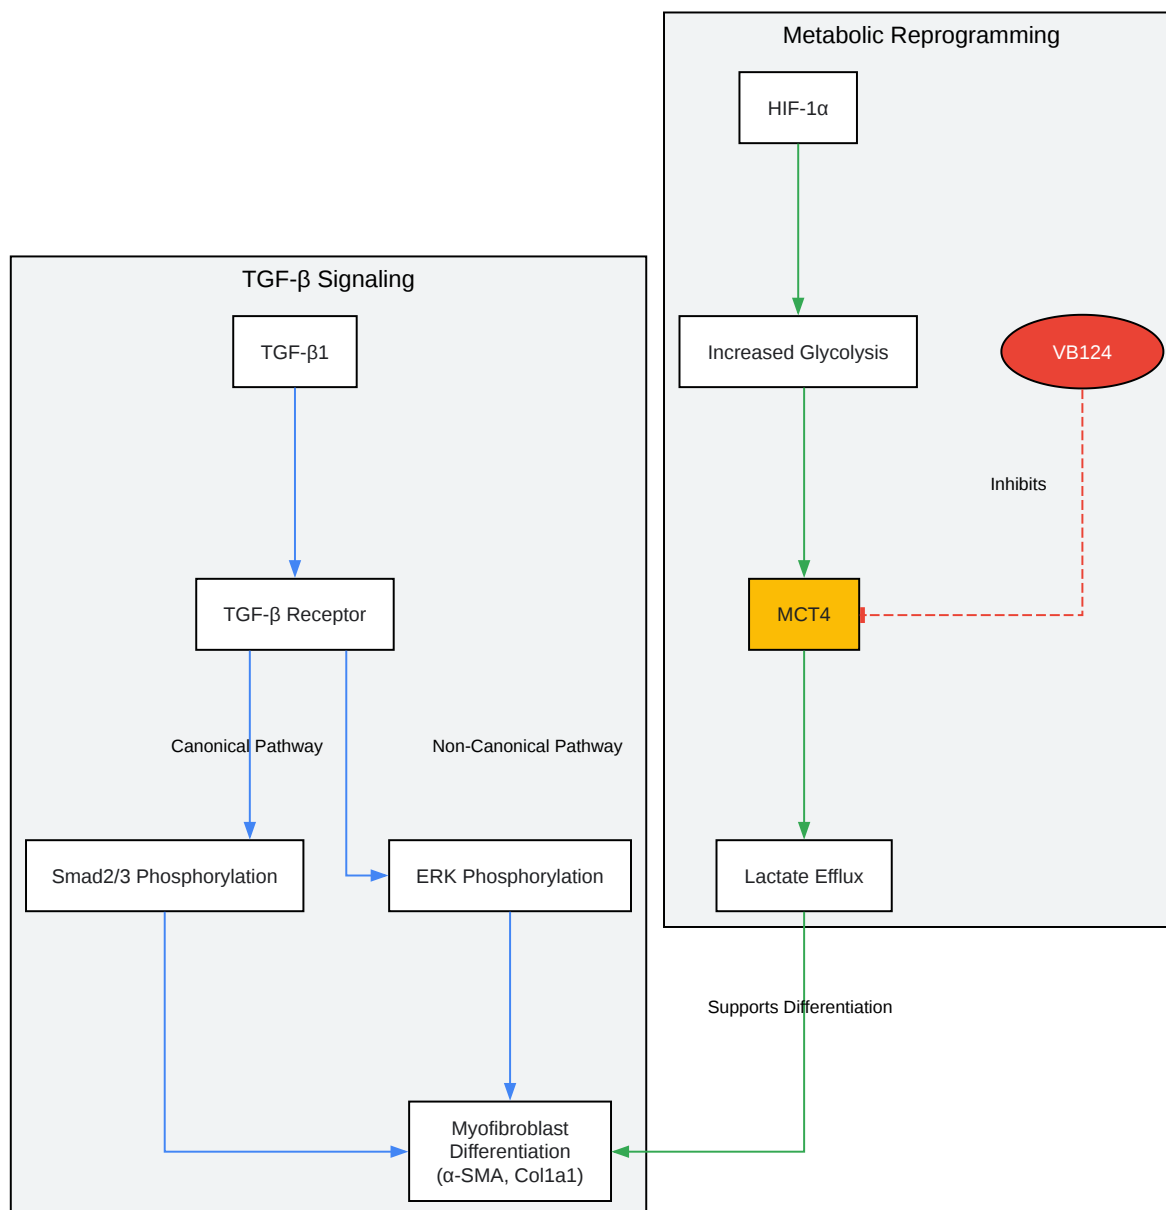 Metabolic Reprogramming
HIF-1α
TGF-β Signaling
TGF-β1
Increased Glycolysis
VB124
Inhibits
TGF-β Receptor
MCT4
Canonical Pathway
Non-Canonical Pathway
Smad2/3 Phosphorylation
ERK Phosphorylation
Lactate Efflux
Supports Differentiation
Myofibroblast
Differentiation
(α-SMA, Col1a1)